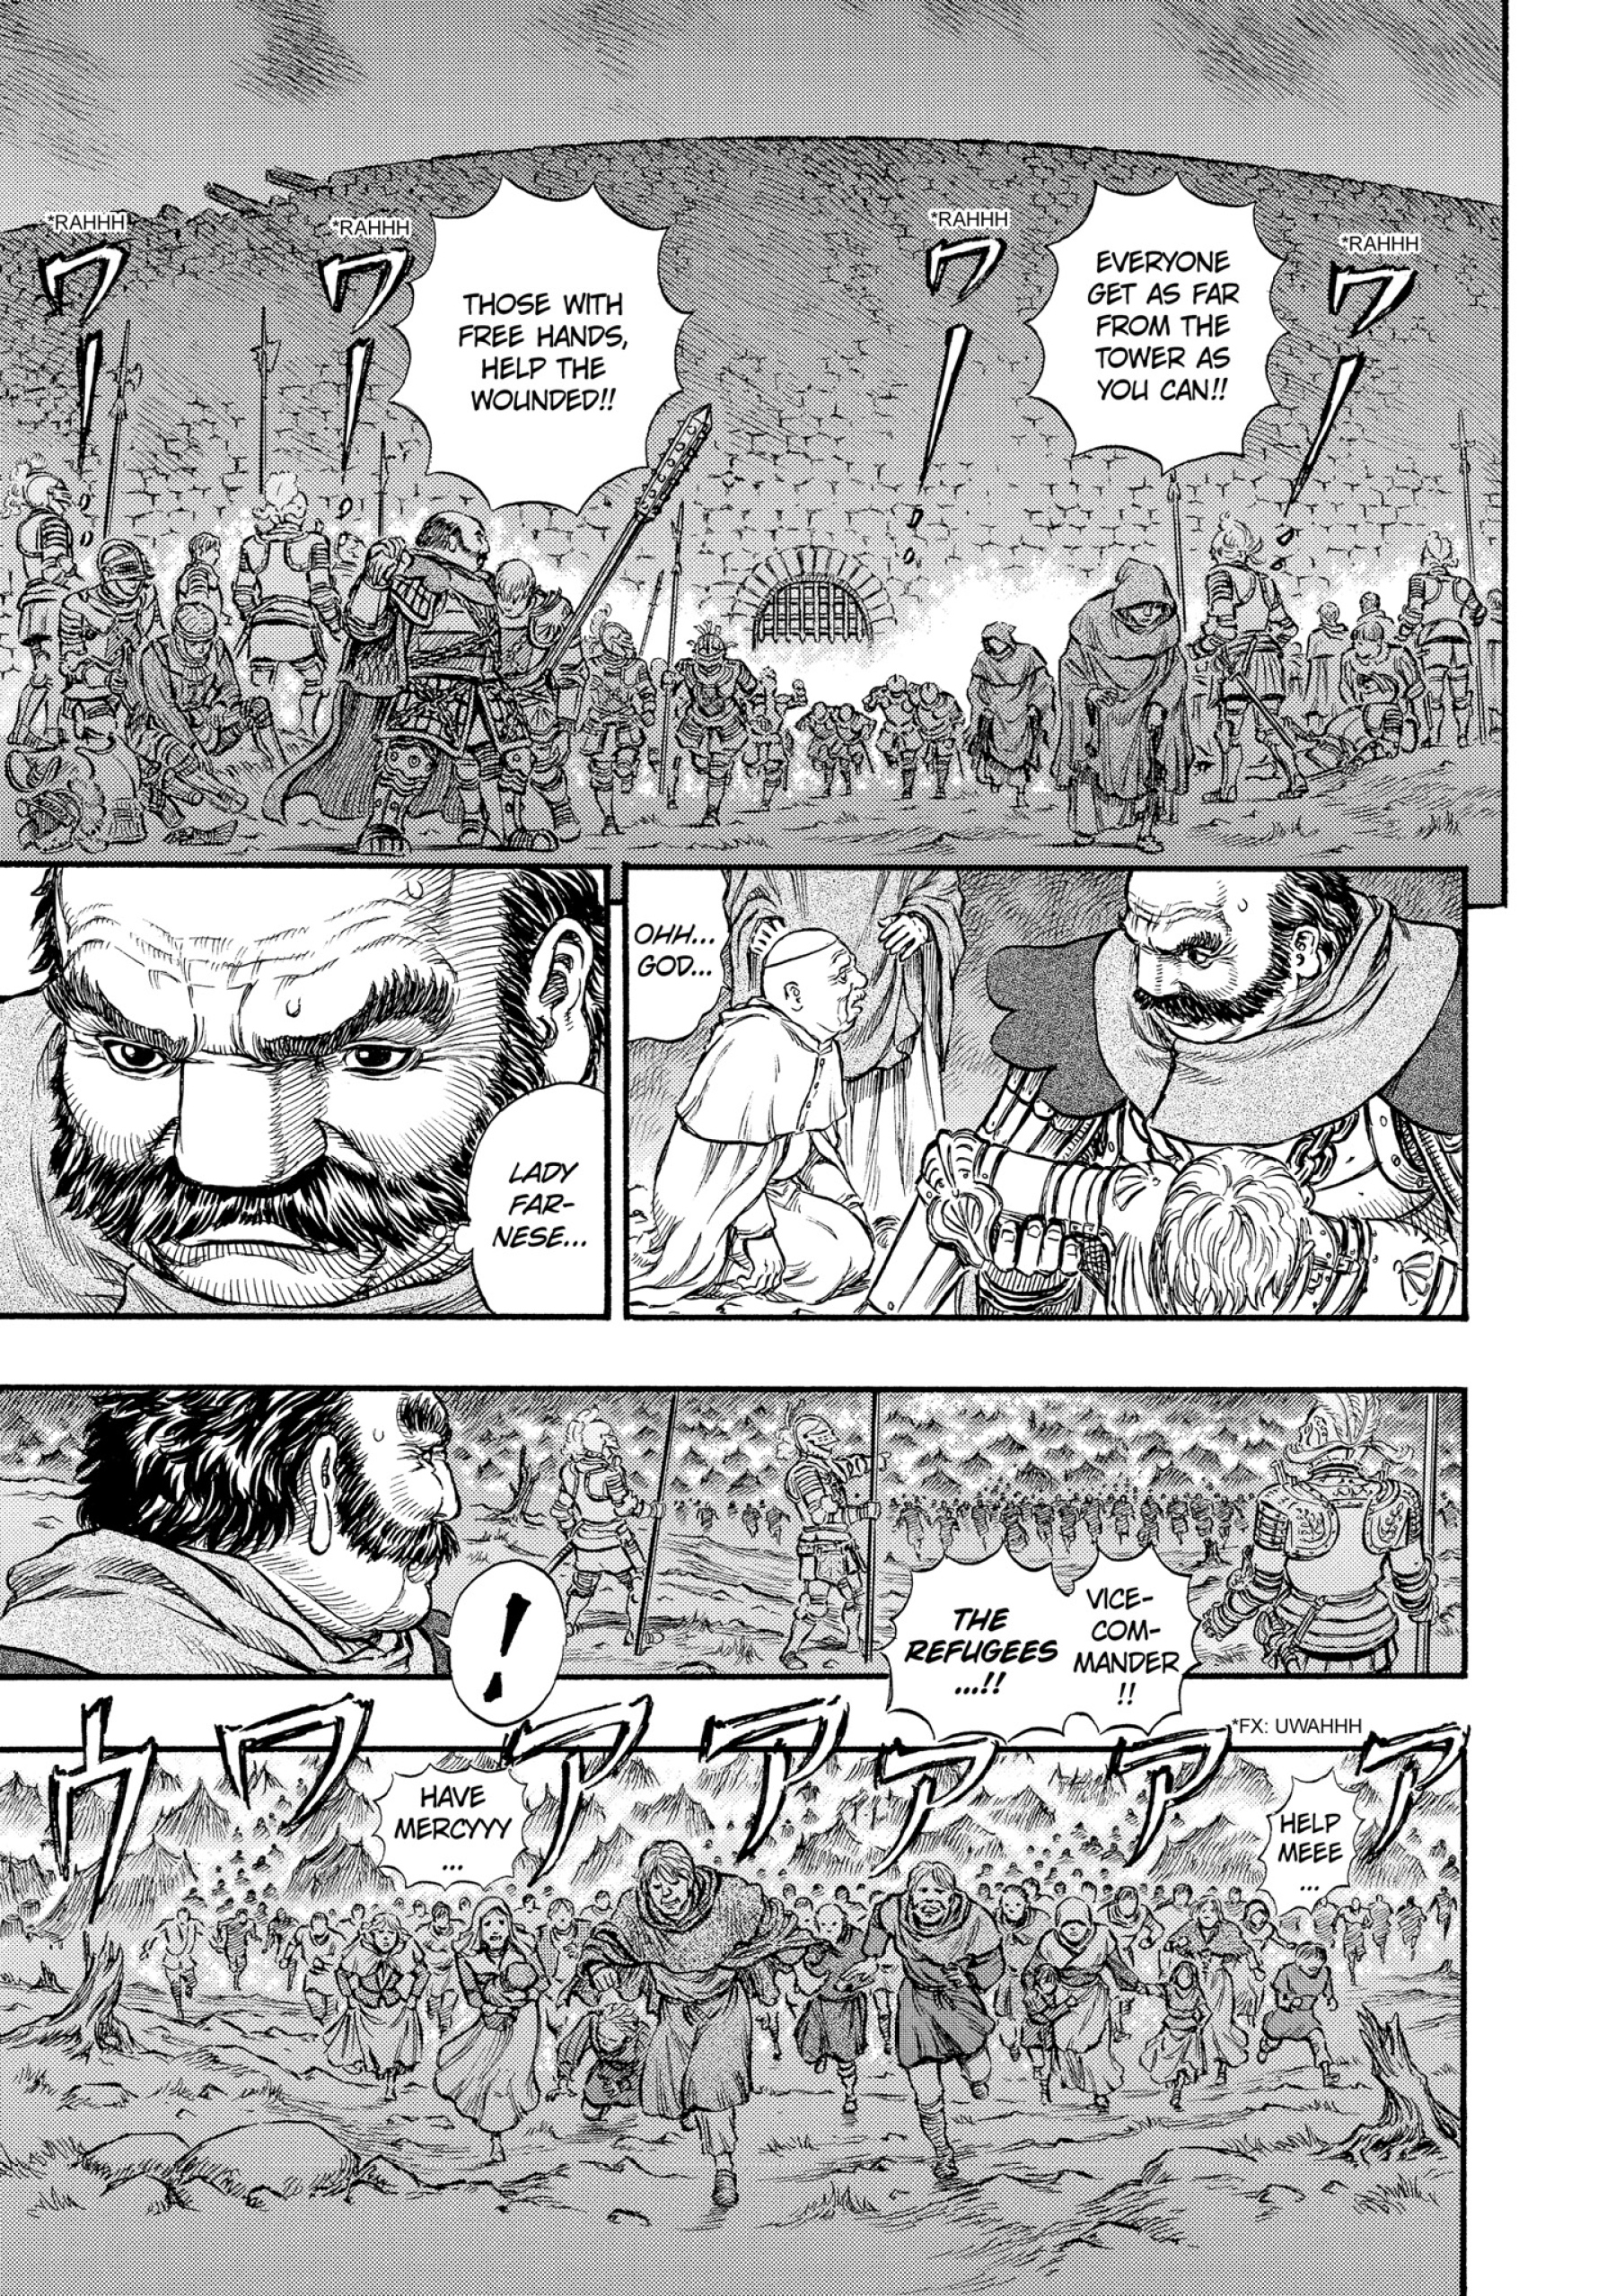 *RAHHH
ワー
EVERYONE
GET AS FAR
FROM THE
TOWER AS
YOU CAN!!
*RAHHH
ワー
THOSE WITH
FREE HANDS,
HELP THE
WOUNDED!!
*RAHHH
ワー
*RAHHH
ワー
OHH...
GOD...
LADY
FAR-
NESE...
VICE-
COM-
MANDER
!!
THE
REFUGEES
...!!
!
*FX: UWAHHH
ウワアアアアア
HELP
MEEE
...
HAVE
MERCYYY
...